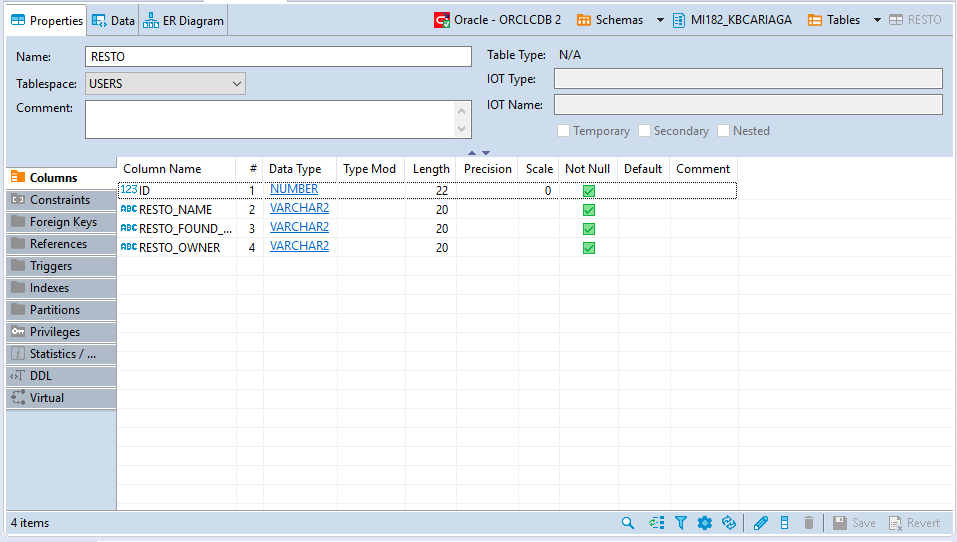 Properties Data ER Diagram Oracle - ORCLCDB 2 Schemas MI182_KBCARIAGA Tables RESTO
Name: RESTO Table Type: N/A
Tablespace: USERS IOT Type:
Comment: IOT Name:
Temporary Secondary Nested
Column Name # Data Type Type Mod Length Precision Scale Not Null Default Comment
123 ID 1 NUMBER 22 0
ABC RESTO_NAME 2 VARCHAR2 20
ABC RESTO_FOUND_... 3 VARCHAR2 20
ABC RESTO_OWNER 4 VARCHAR2 20
Columns
Constraints
Foreign Keys
References
Triggers
Indexes
Partitions
Privileges
Statistics / ...
DDL
Virtual
4 items Save Revert